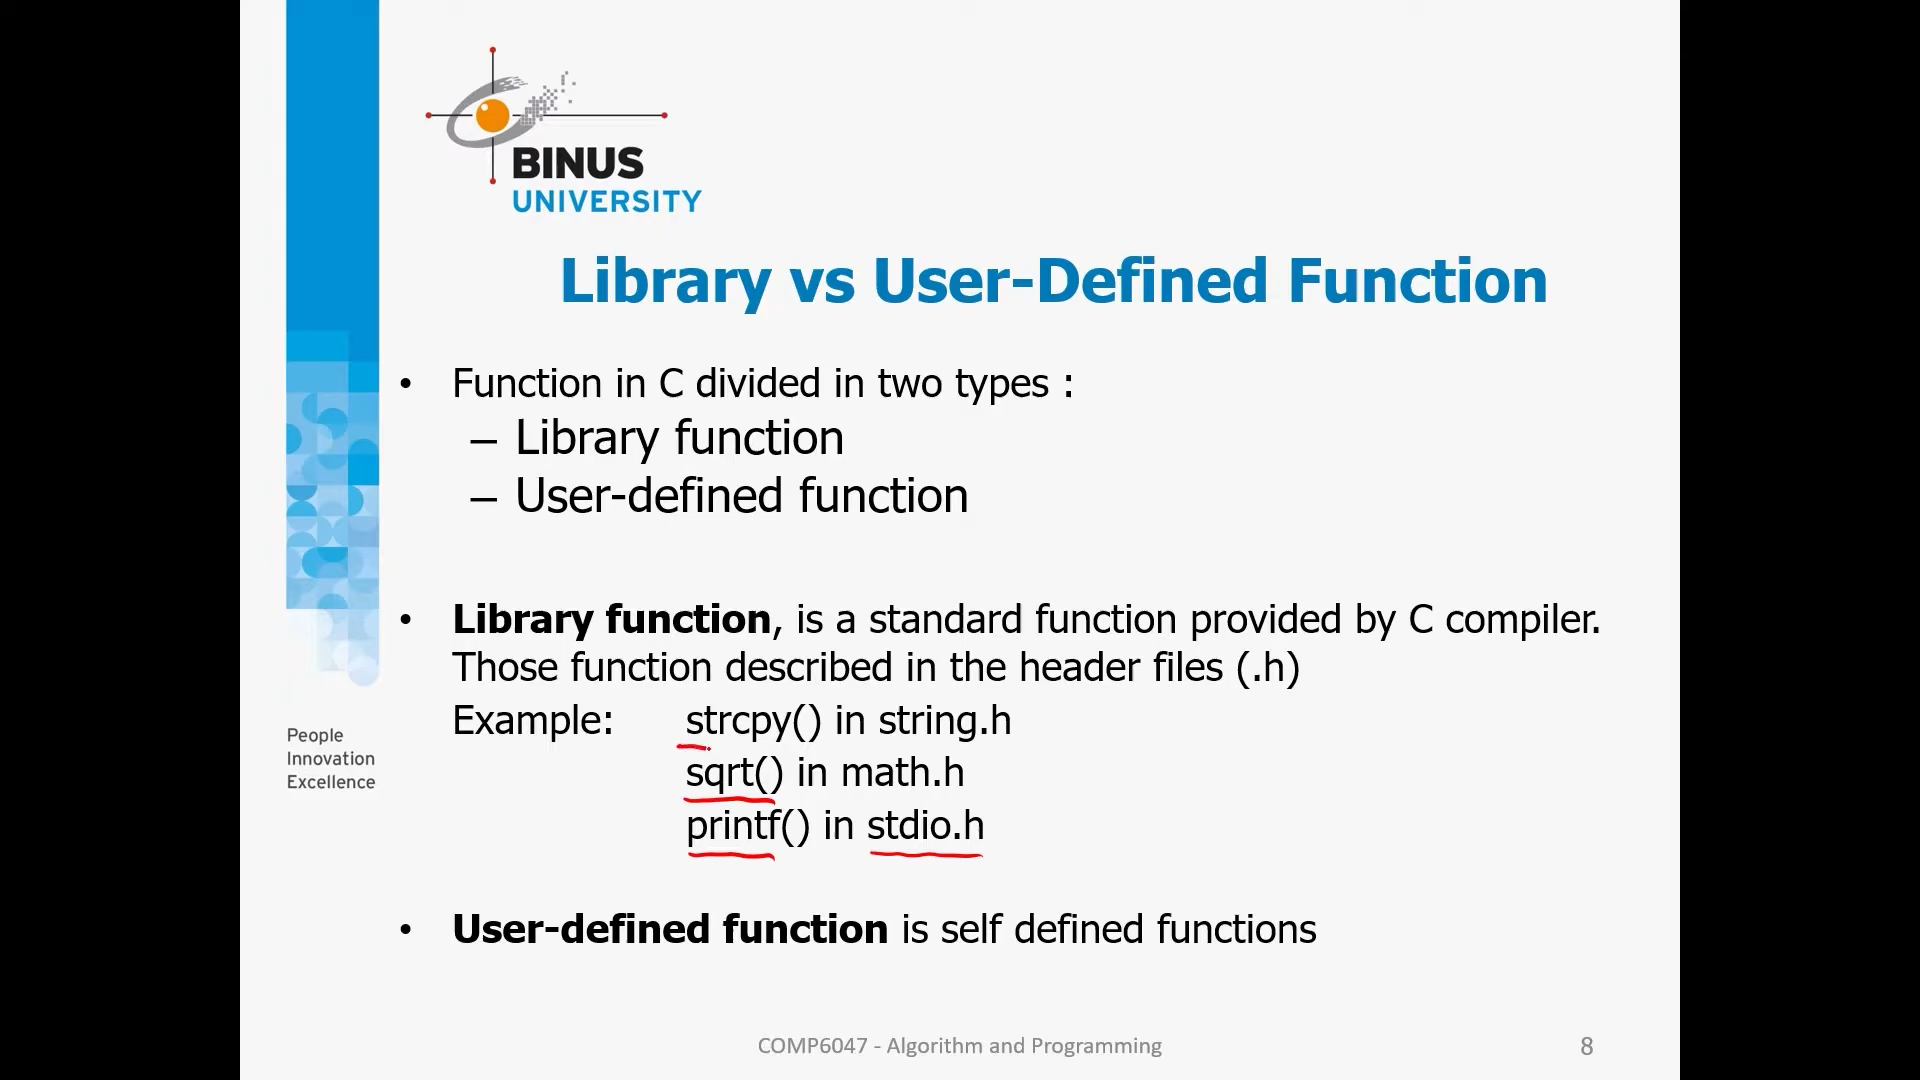 BINUS
UNIVERSITY
Library vs User-Defined Function
• Function in C divided in two types :
– Library function
– User-defined function
• Library function, is a standard function provided by C compiler.
Those function described in the header files (.h)
Example: strcpy() in string.h
sqrt() in math.h
printf() in stdio.h
• User-defined function is self defined functions
People
Innovation
Excellence
COMP6047 - Algorithm and Programming
8